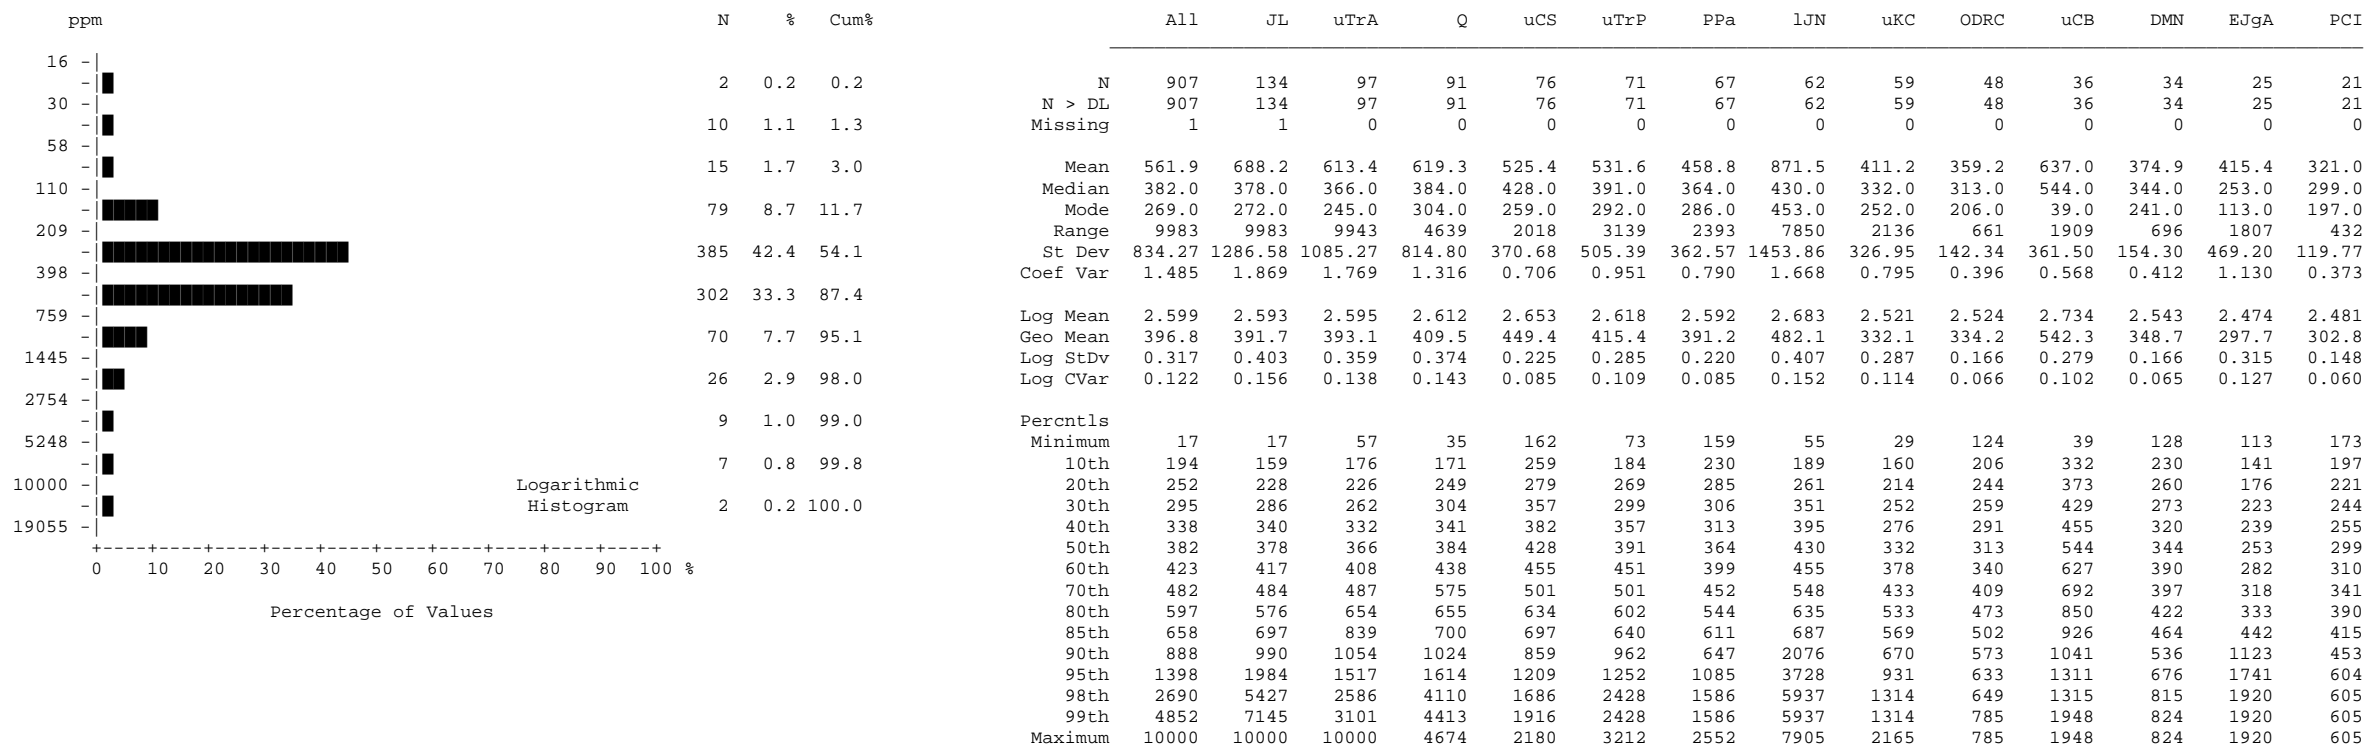 ppm N % Cum% All JL uTrA Q uCS uTrP PPa lJN uKC ODRC uCB DMN EJgA PCI
16 -|
-| 2 0.2 0.2 N 907 134 97 91 76 71 67 62 59 48 36 34 25 21
30 -| N > DL 907 134 97 91 76 71 67 62 59 48 36 34 25 21
-| 10 1.1 1.3 Missing 1 1 0 0 0 0 0 0 0 0 0 0 0 0
58 -|
-| 15 1.7 3.0 Mean 561.9 688.2 613.4 619.3 525.4 531.6 458.8 871.5 411.2 359.2 637.0 374.9 415.4 321.0
110 -| Median 382.0 378.0 366.0 384.0 428.0 391.0 364.0 430.0 332.0 313.0 544.0 344.0 253.0 299.0
-| 79 8.7 11.7 Mode 269.0 272.0 245.0 304.0 259.0 292.0 286.0 453.0 252.0 206.0 39.0 241.0 113.0 197.0
209 -| Range 9983 9983 9943 4639 2018 3139 2393 7850 2136 661 1909 696 1807 432
-| 385 42.4 54.1 St Dev 834.27 1286.58 1085.27 814.80 370.68 505.39 362.57 1453.86 326.95 142.34 361.50 154.30 469.20 119.77
398 -| Coef Var 1.485 1.869 1.769 1.316 0.706 0.951 0.790 1.668 0.795 0.396 0.568 0.412 1.130 0.373
-| 302 33.3 87.4
759 -| Log Mean 2.599 2.593 2.595 2.612 2.653 2.618 2.592 2.683 2.521 2.524 2.734 2.543 2.474 2.481
-| 70 7.7 95.1 Geo Mean 396.8 391.7 393.1 409.5 449.4 415.4 391.2 482.1 332.1 334.2 542.3 348.7 297.7 302.8
1445 -| Log StDv 0.317 0.403 0.359 0.374 0.225 0.285 0.220 0.407 0.287 0.166 0.279 0.166 0.315 0.148
-| 26 2.9 98.0 Log CVar 0.122 0.156 0.138 0.143 0.085 0.109 0.085 0.152 0.114 0.066 0.102 0.065 0.127 0.060
2754 -|
-| 9 1.0 99.0 Percntls
5248 -| Minimum 17 17 57 35 162 73 159 55 29 124 39 128 113 173
-| 7 0.8 99.8 10th 194 159 176 171 259 184 230 189 160 206 332 230 141 197
10000 -| Logarithmic 20th 252 228 226 249 279 269 285 261 214 244 373 260 176 221
-| Histogram 2 0.2 100.0 30th 295 286 262 304 357 299 306 351 252 259 429 273 223 244
19055 -| 40th 338 340 332 341 382 357 313 395 276 291 455 320 239 255
+----+----+----+----+----+----+----+----+----+----+ 50th 382 378 366 384 428 391 364 430 332 313 544 344 253 299
0 10 20 30 40 50 60 70 80 90 100 % 60th 423 417 408 438 455 451 399 455 378 340 627 390 282 310
70th 482 484 487 575 501 501 452 548 433 409 692 397 318 341
Percentage of Values 80th 597 576 654 655 634 602 544 635 533 473 850 422 333 390
85th 658 697 839 700 697 640 611 687 569 502 926 464 442 415
90th 888 990 1054 1024 859 962 647 2076 670 573 1041 536 1123 453
95th 1398 1984 1517 1614 1209 1252 1085 3728 931 633 1311 676 1741 604
98th 2690 5427 2586 4110 1686 2428 1586 5937 1314 649 1315 815 1920 605
99th 4852 7145 3101 4413 1916 2428 1586 5937 1314 785 1948 824 1920 605
Maximum 10000 10000 10000 4674 2180 3212 2552 7905 2165 785 1948 824 1920 605